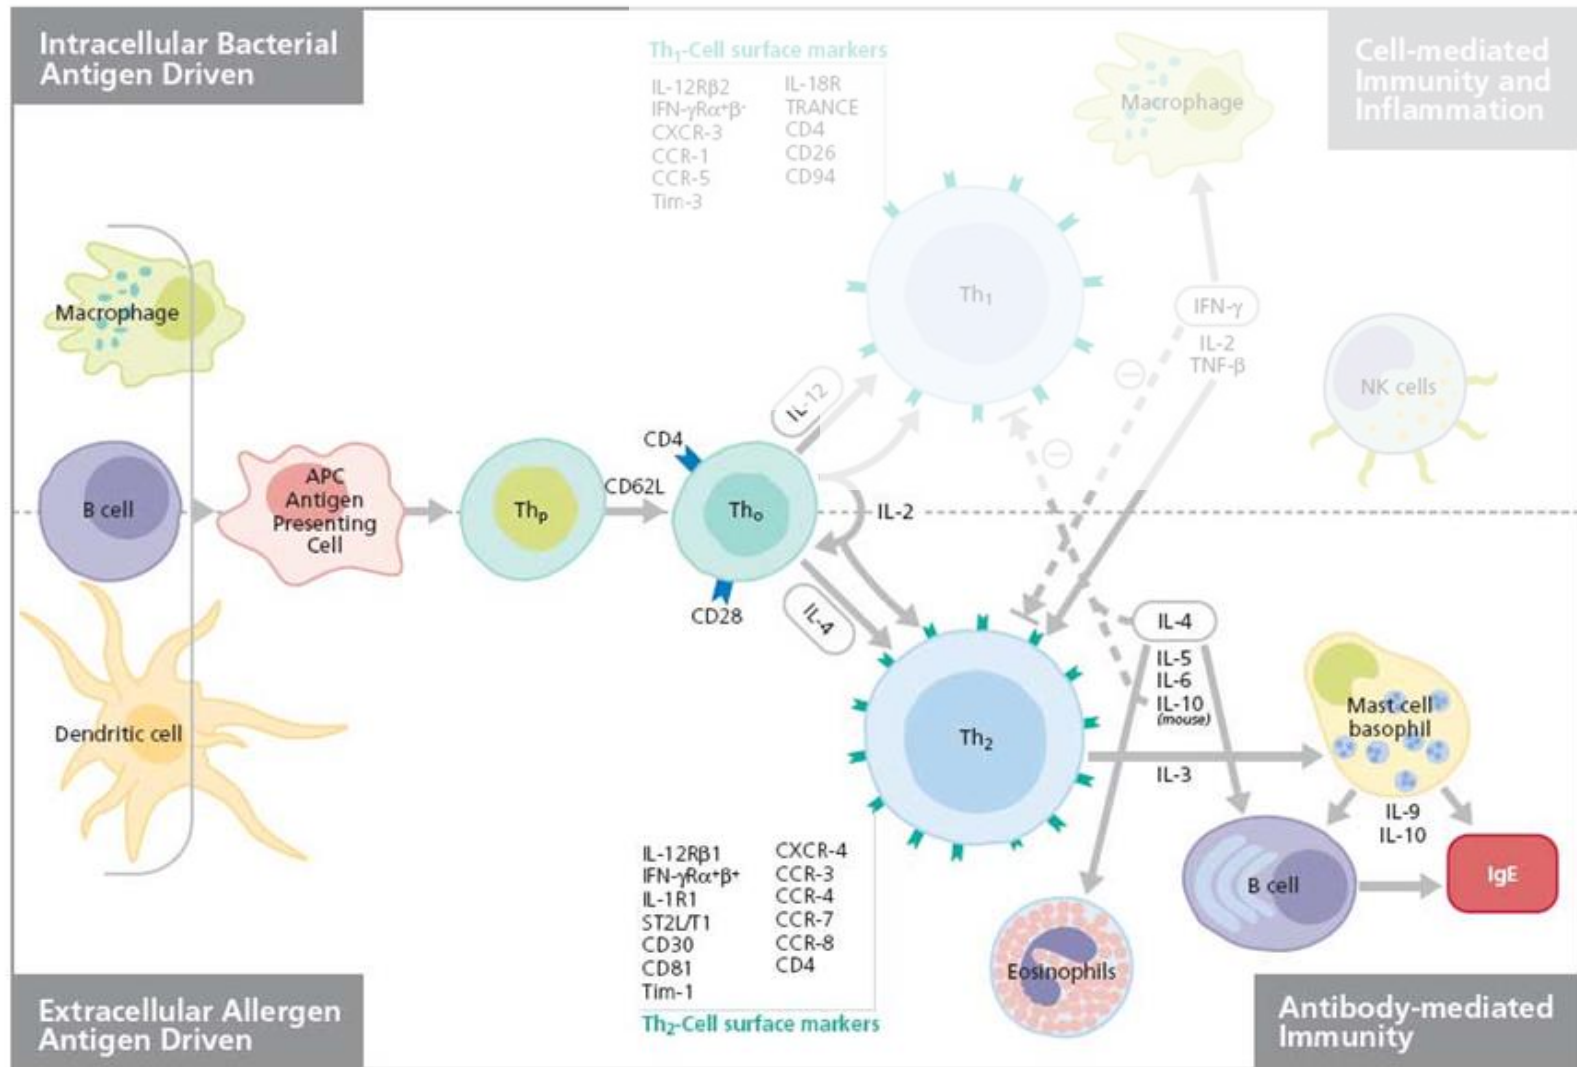 Intracellular Bacterial
Antigen Driven
Th₁-Cell surface markers
IL-12Rβ2
IFN-γRα⁺β⁻
CXCR-3
CCR-1
CCR-5
Tim-3
IL-18R
TRANCE
CD4
CD26
CD94
Macrophage
Cell-mediated
Immunity and
Inflammation
Macrophage
Th₁
IFN-γ
IL-2
TNF-β
NK cells
IL-12
CD4
CD62L
B cell
APC
Antigen
Presenting
Cell
Thₚ
Th₀
IL-2
CD28
IL-4
IL-4
IL-5
IL-6
IL-10
(mouse)
Mast cell
basophil
Dendritic cell
Th₂
IL-3
IL-9
IL-10
IL-12Rβ1
IFN-γRα⁺β⁺
IL-1R1
ST2L/T1
CD30
CD81
Tim-1
CXCR-4
CCR-3
CCR-4
CCR-7
CCR-8
CD4
Th₂-Cell surface markers
B cell
IgE
Eosinophils
Extracellular Allergen
Antigen Driven
Antibody-mediated
Immunity